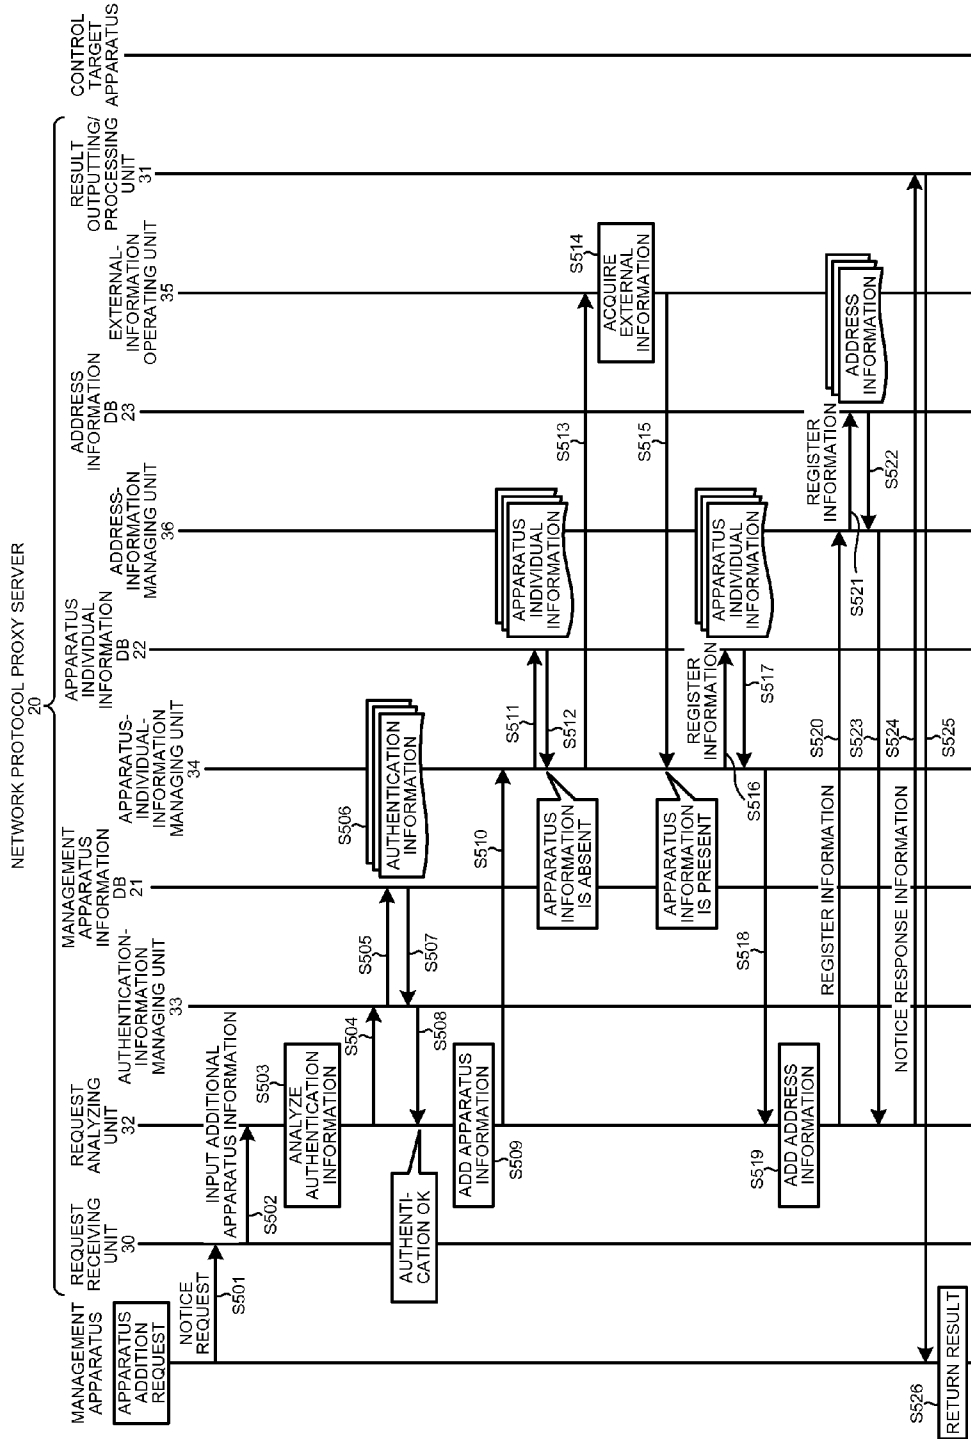 NETWORK PROTOCOL PROXY SERVER
20
MANAGEMENT
APPARATUS
REQUEST
RECEIVING
UNIT
30
REQUEST
ANALYZING
UNIT
32
AUTHENTICATION-
INFORMATION
MANAGING UNIT
33
MANAGEMENT
APPARATUS
INFORMATION
DB
21
APPARATUS-
INDIVIDUAL-
INFORMATION
MANAGING UNIT
34
APPARATUS
INDIVIDUAL
INFORMATION
DB
22
ADDRESS-
INFORMATION
MANAGING UNIT
36
ADDRESS
INFORMATION
DB
23
EXTERNAL-
INFORMATION
OPERATING UNIT
35
RESULT
OUTPUTTING/
PROCESSING
UNIT
31
CONTROL
TARGET
APPARATUS
APPARATUS
ADDITION
REQUEST
NOTICE
REQUEST
S501
INPUT ADDITIONAL
APPARATUS INFORMATION
S502
S503
ANALYZE
AUTHENTICATION
INFORMATION
S504
S505
S506
AUTHENTICATION
INFORMATION
S507
S508
AUTHENTI-
CATION OK
ADD APPARATUS
INFORMATION
S509
S510
S511
APPARATUS
INDIVIDUAL
INFORMATION
S512
APPARATUS
INFORMATION
IS ABSENT
S513
S514
ACQUIRE
EXTERNAL
INFORMATION
S515
APPARATUS
INFORMATION
IS PRESENT
REGISTER
INFORMATION
S516
APPARATUS
INDIVIDUAL
INFORMATION
S517
S518
S519
ADD ADDRESS
INFORMATION
REGISTER INFORMATION
S520
REGISTER
INFORMATION
S521
ADDRESS
INFORMATION
S522
S523
NOTICE RESPONSE INFORMATION
S524
S525
S526
RETURN RESULT